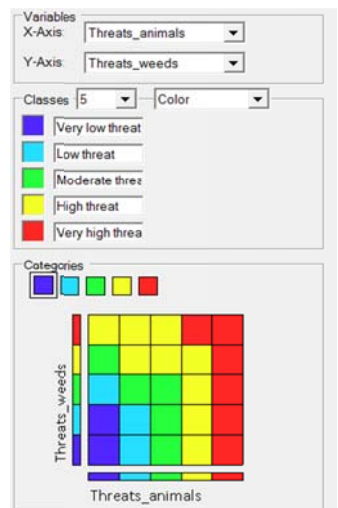 Variables
X-Axis: Threats_animals
Y-Axis: Threats_weeds
Classes 5 Color
Very low threat
Low threat
Moderate threa
High threat
Very high threa
Categories
Threats_weeds
Threats_animals